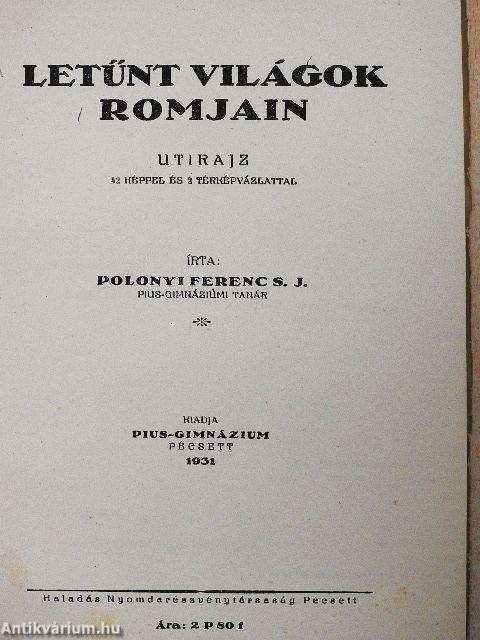 LETŰNT VILÁGOK
ROMJAIN
UTIRAJZ
42 KÉPPEL ÉS 2 TÉRKÉPVÁZLATTAL
ÍRTA:
POLONYI FERENC S. J.
PIUS-GIMNÁZIUMI TANÁR
KIADJA
PIUS-GIMNÁZIUM
PÉCSETT
1931
Haladás Nyomdarészvénytársaság Pécsett
Ára: 2 P 80 f
Antikvárium.hu